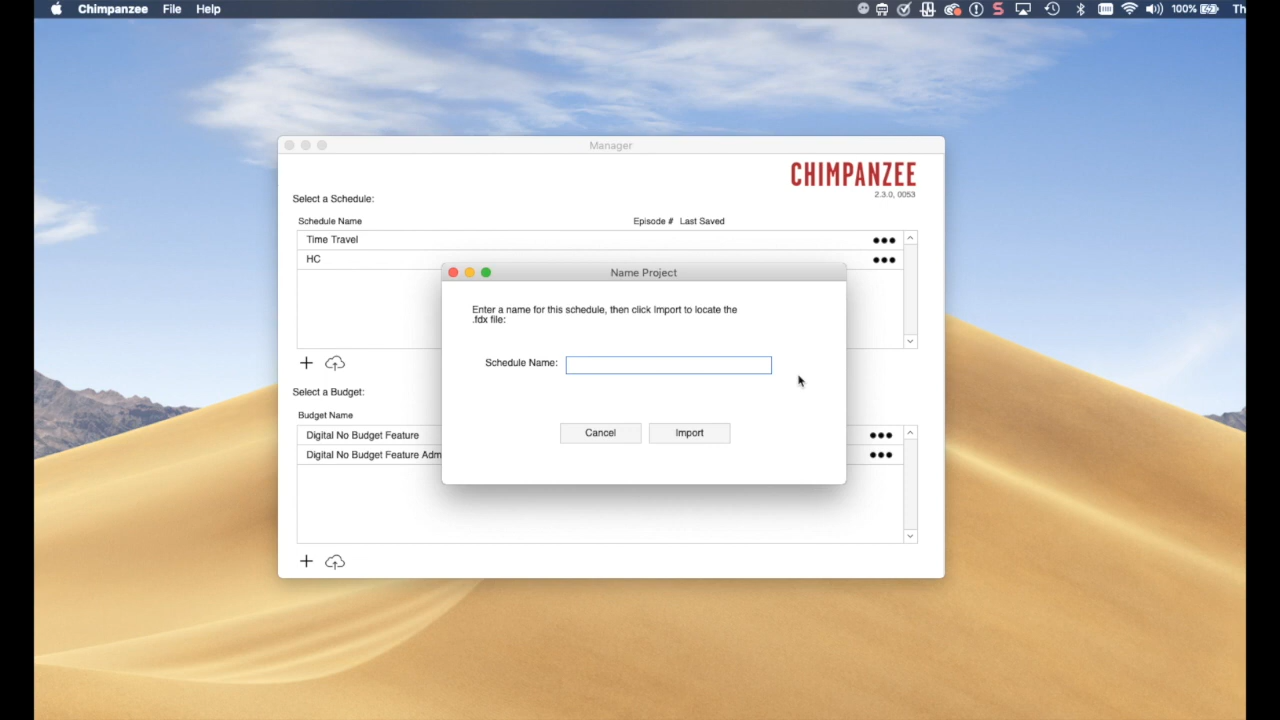 Chimpanzee File Help 100% Th
Manager
CHIMPANZEE
2.3.0, 0053
Select a Schedule:
Schedule Name Episode # Last Saved
Time Travel
HC
Name Project
Enter a name for this schedule, then click Import to locate the
.fdx file:
Schedule Name:
Cancel Import
Select a Budget:
Budget Name
Digital No Budget Feature
Digital No Budget Feature Adm